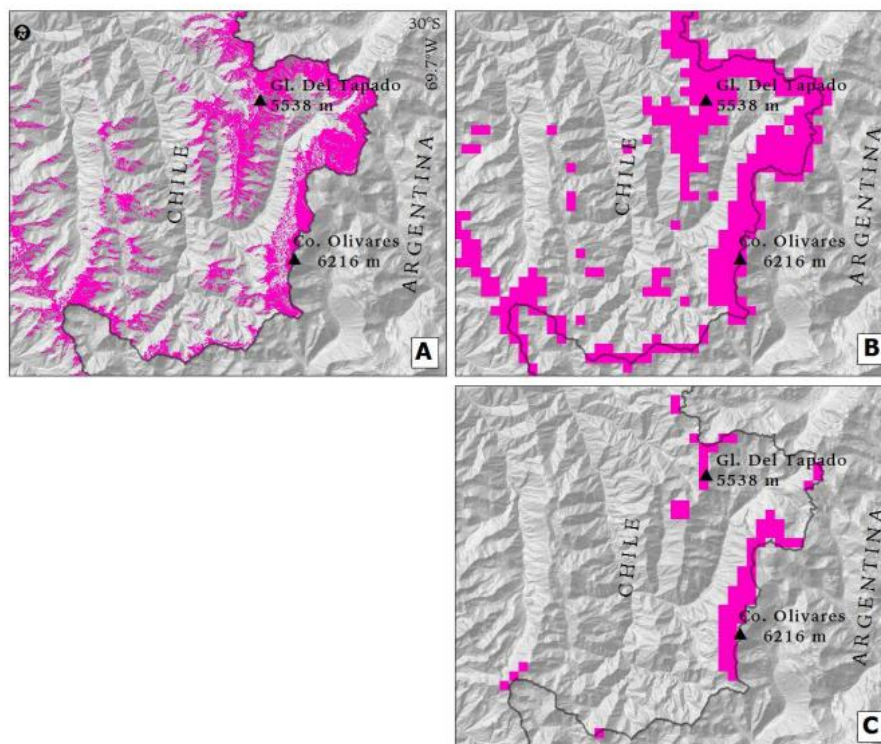 30°S
69.7°W
Gl. Del Tapado
5538 m
CHILE
Co. Olivares
6216 m
ARGENTINA
A
Gl. Del Tapado
5538 m
CHILE
Co. Olivares
6216 m
ARGENTINA
B
Gl. Del Tapado
5538 m
CHILE
Co. Olivares
6216 m
ARGENTINA
C